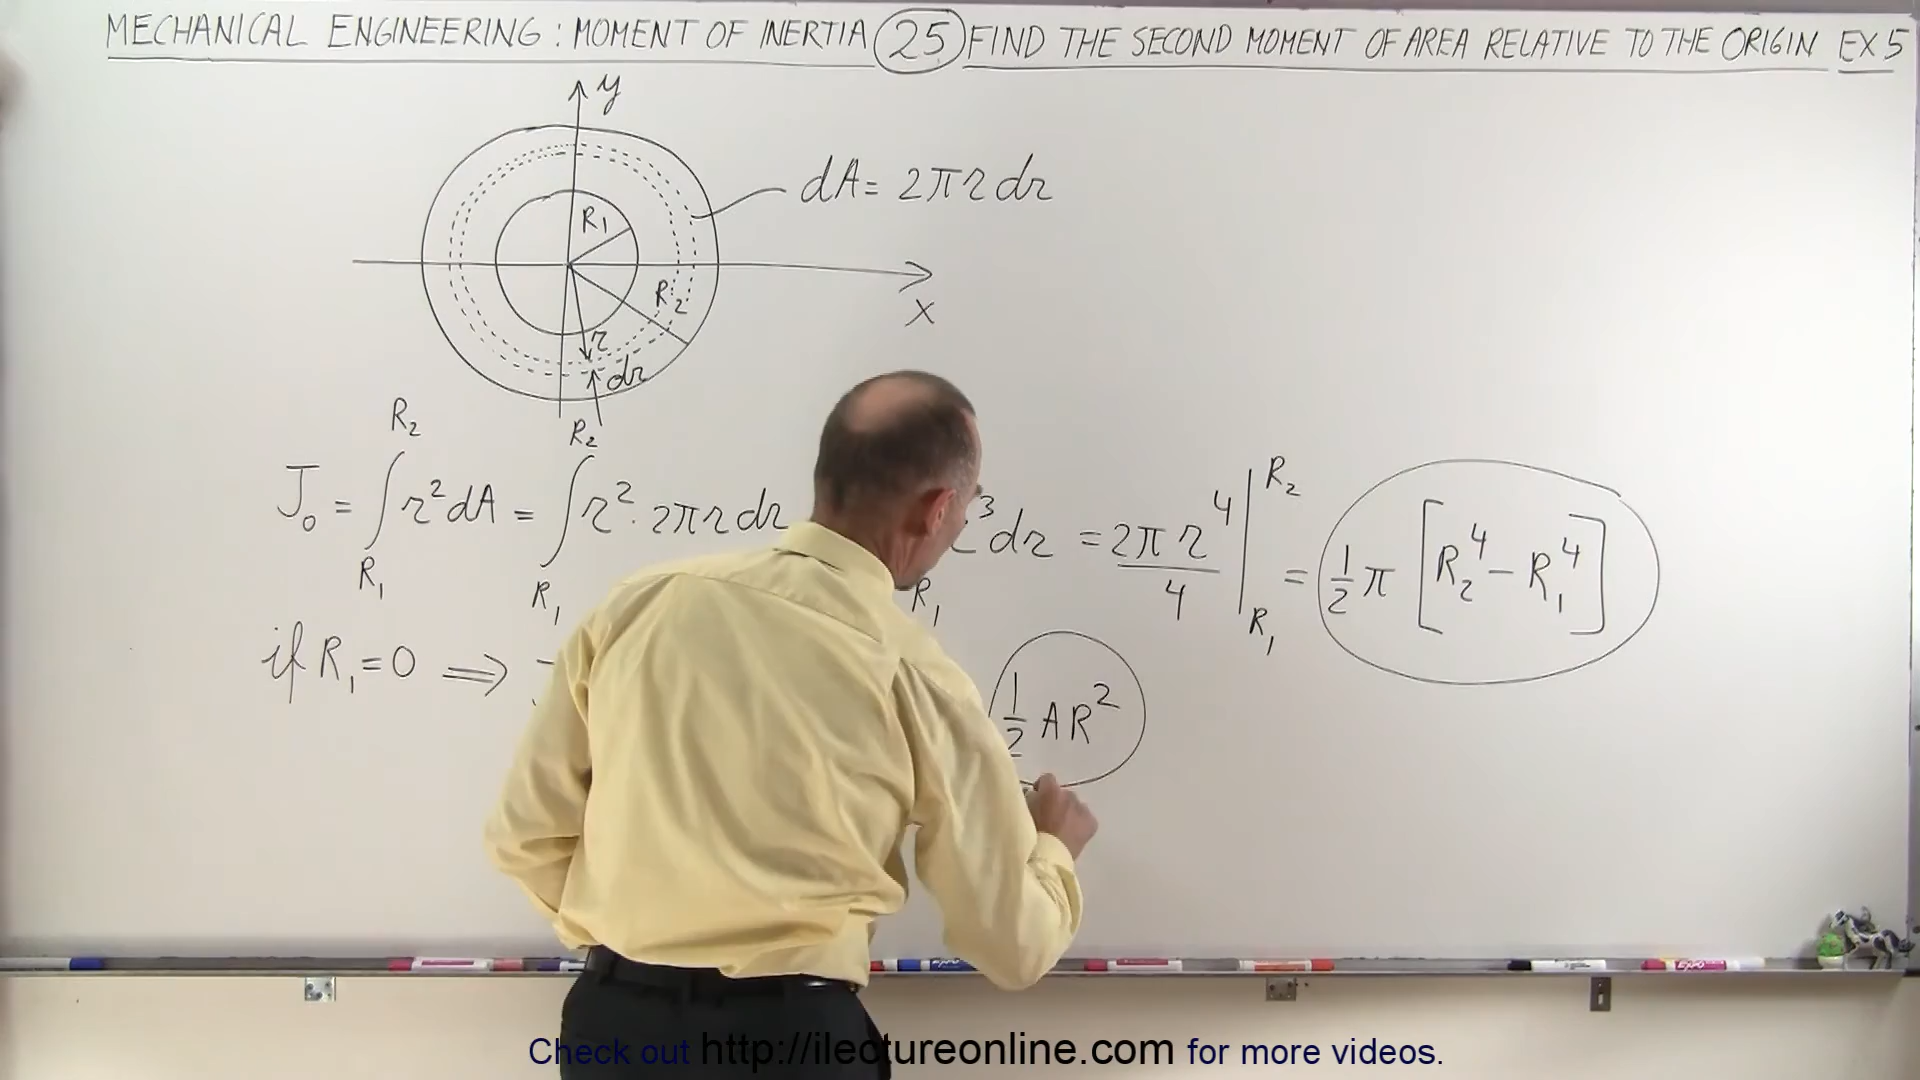 MECHANICAL ENGINEERING : MOMENT OF INERTIA 25 FIND THE SECOND MOMENT OF AREA RELATIVE TO THE ORIGIN EX 5
y
dA = 2πr dr
R₁
R₂
x
r
dr
J₀ = ∫_{R₁}^{R₂} r² dA = ∫_{R₁}^{R₂} r² · 2πr dr
R₁ ³ dr = 2πr⁴/4 |_{R₁}^{R₂} = ½ π [R₂⁴ − R₁⁴]
if R₁ = 0 ⟹
½ AR²
EXPO
Check out http://ilectureonline.com for more videos.